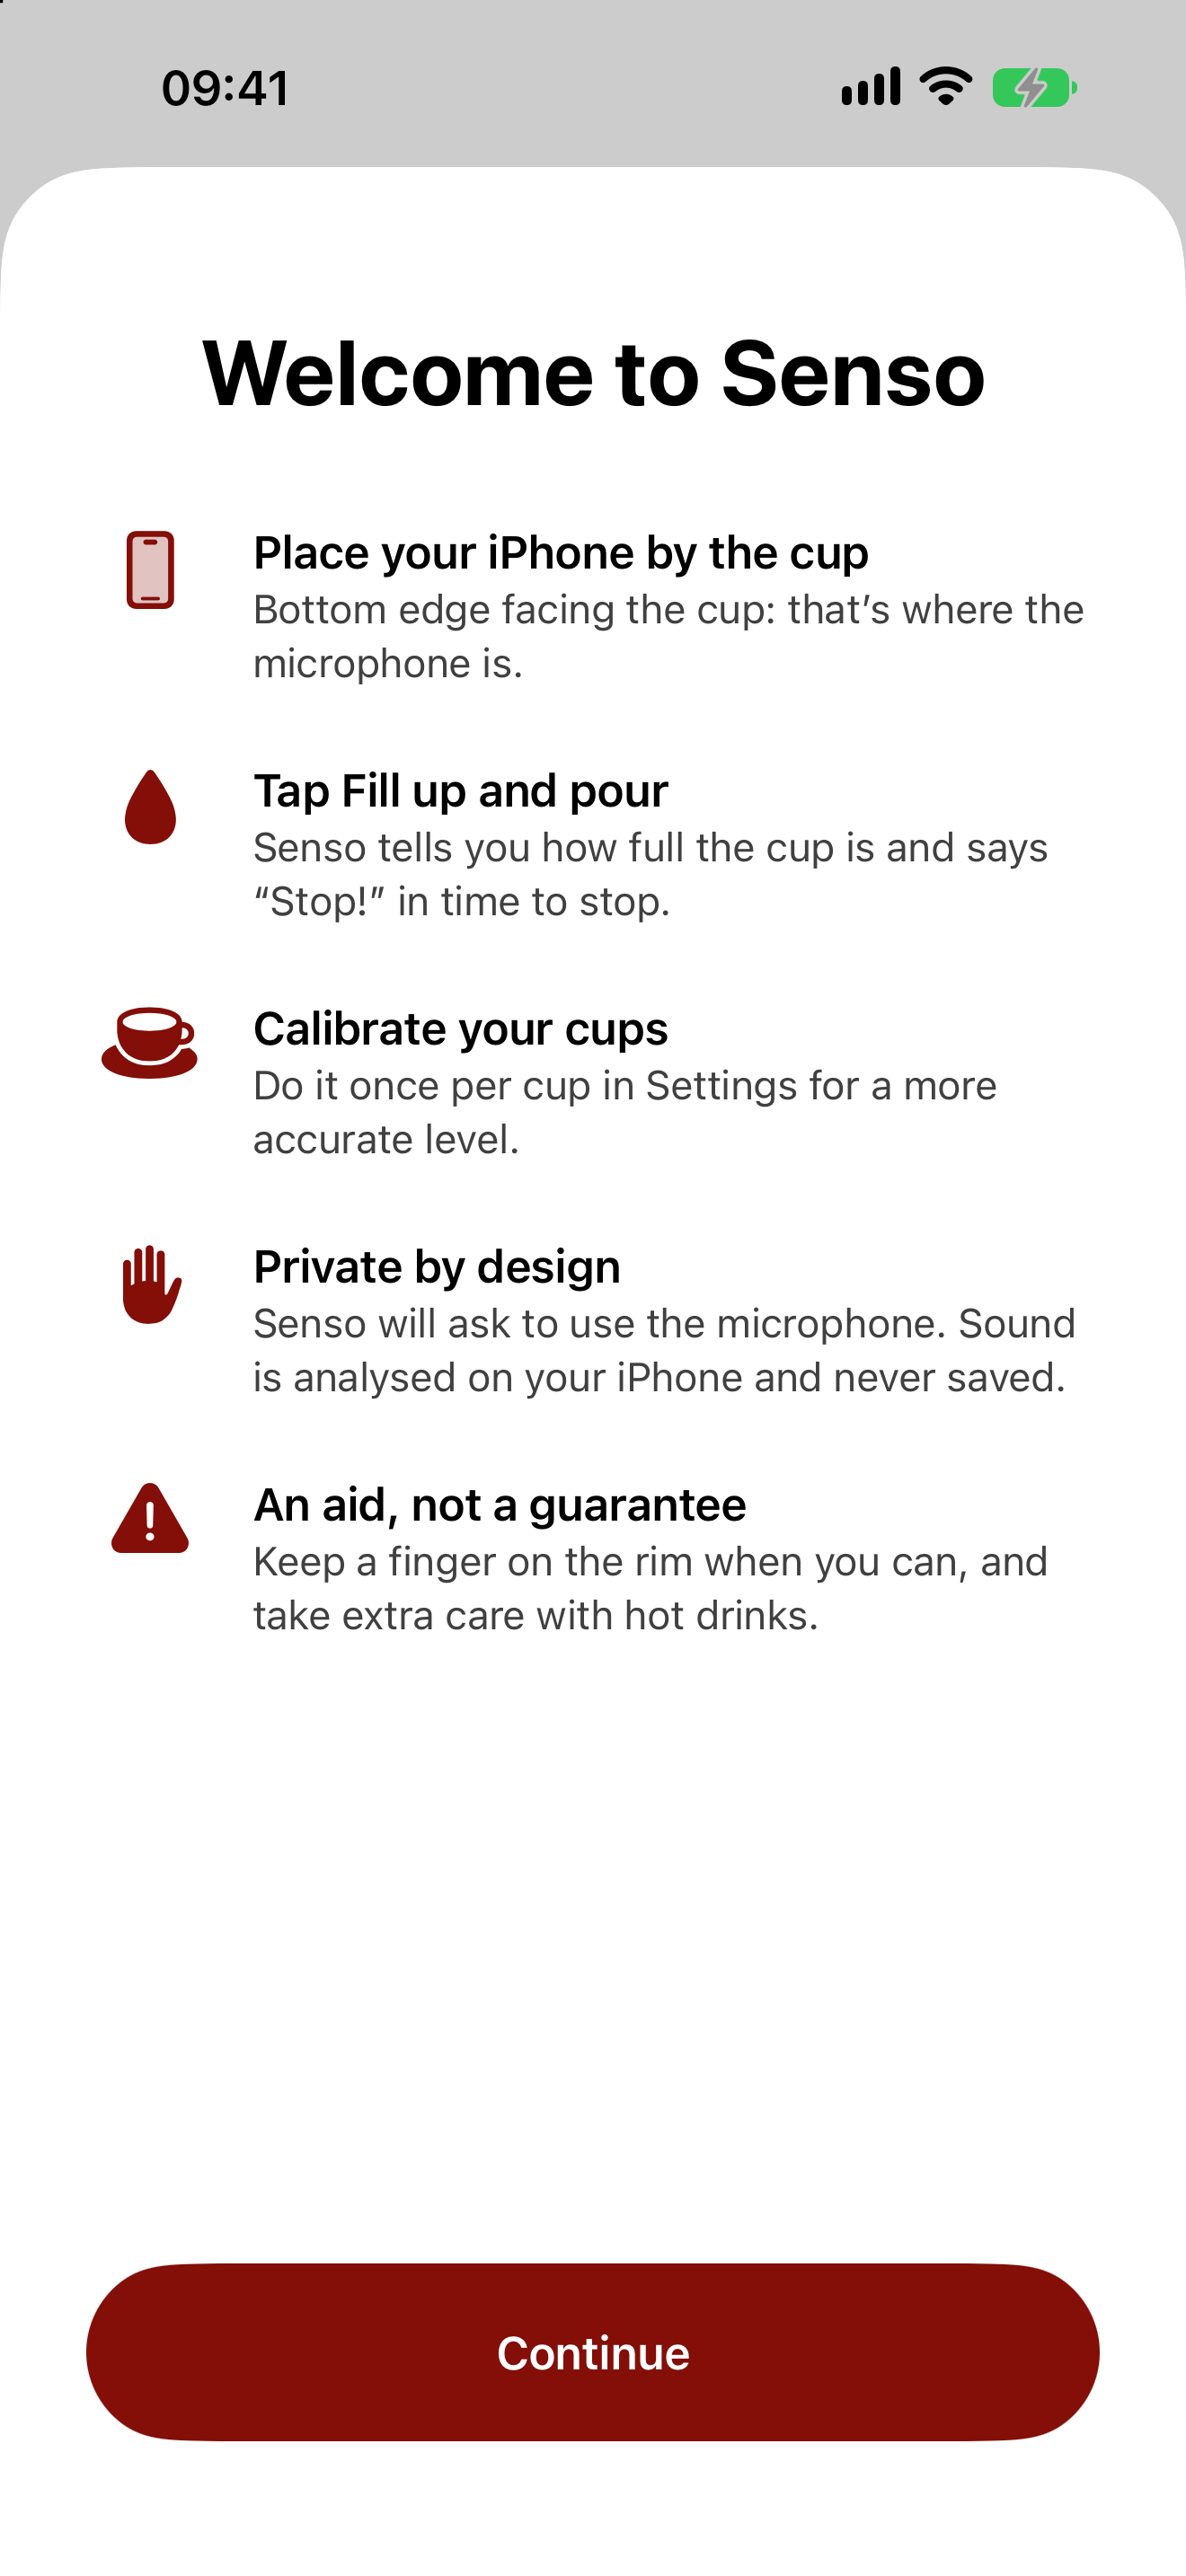 09:41
Welcome to Senso
Place your iPhone by the cup
Bottom edge facing the cup: that’s where the
microphone is.
Tap Fill up and pour
Senso tells you how full the cup is and says
“Stop!” in time to stop.
Calibrate your cups
Do it once per cup in Settings for a more
accurate level.
Private by design
Senso will ask to use the microphone. Sound
is analysed on your iPhone and never saved.
An aid, not a guarantee
Keep a finger on the rim when you can, and
take extra care with hot drinks.
Continue